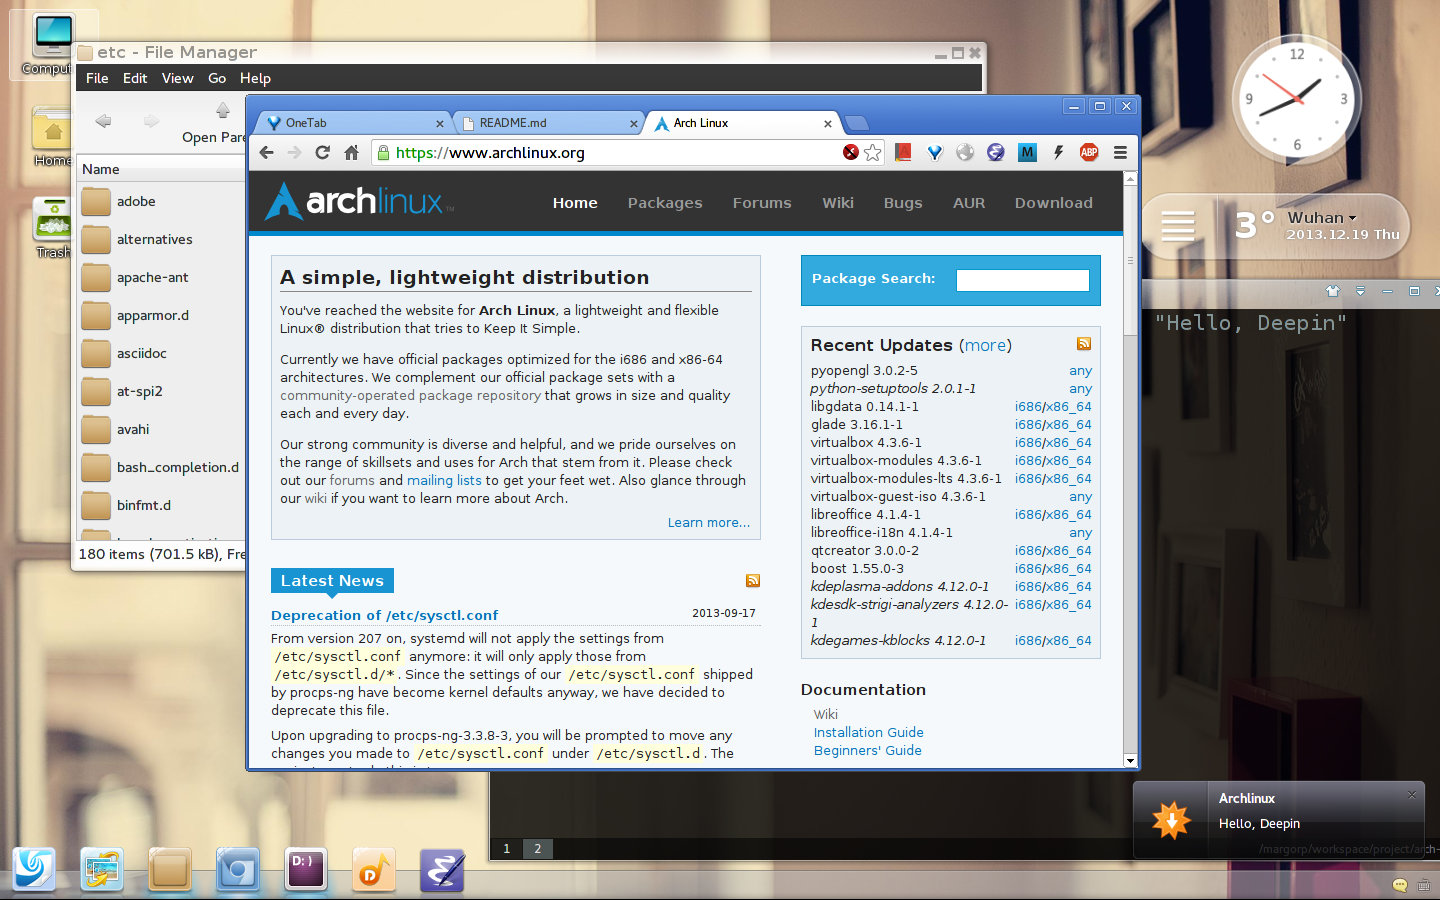 Comput
Home
Trash
etc - File Manager
File Edit View Go Help
Open Pare
Name
adobe
alternatives
apache-ant
apparmor.d
asciidoc
at-spi2
avahi
bash_completion.d
binfmt.d
180 items (701.5 kB), Fre
OneTab
README.md
Arch Linux
https://www.archlinux.org
ABP
archlinux™
Home Packages Forums Wiki Bugs AUR Download
A simple, lightweight distribution
You've reached the website for Arch Linux, a lightweight and flexible
Linux® distribution that tries to Keep It Simple.
Currently we have official packages optimized for the i686 and x86-64
architectures. We complement our official package sets with a
community-operated package repository that grows in size and quality
each and every day.
Our strong community is diverse and helpful, and we pride ourselves on
the range of skillsets and uses for Arch that stem from it. Please check
out our forums and mailing lists to get your feet wet. Also glance through
our wiki if you want to learn more about Arch.
Learn more...
Latest News
Deprecation of /etc/sysctl.conf 2013-09-17
From version 207 on, systemd will not apply the settings from
/etc/sysctl.conf anymore: it will only apply those from
/etc/sysctl.d/*. Since the settings of our /etc/sysctl.conf shipped
by procps-ng have become kernel defaults anyway, we have decided to
deprecate this file.
Upon upgrading to procps-ng-3.3.8-3, you will be prompted to move any
changes you made to /etc/sysctl.conf under /etc/sysctl.d. The
Package Search:
Recent Updates (more)
pyopengl 3.0.2-5 any
python-setuptools 2.0.1-1 any
libgdata 0.14.1-1 i686/x86_64
glade 3.16.1-1 i686/x86_64
virtualbox 4.3.6-1 i686/x86_64
virtualbox-modules 4.3.6-1 i686/x86_64
virtualbox-modules-lts 4.3.6-1 i686/x86_64
virtualbox-guest-iso 4.3.6-1 any
libreoffice 4.1.4-1 i686/x86_64
libreoffice-i18n 4.1.4-1 any
qtcreator 3.0.0-2 i686/x86_64
boost 1.55.0-3 i686/x86_64
kdeplasma-addons 4.12.0-1 i686/x86_64
kdesdk-strigi-analyzers 4.12.0- i686/x86_64
1
kdegames-kblocks 4.12.0-1 i686/x86_64
Documentation
Wiki
Installation Guide
Beginners' Guide
12
9 3
6
3° Wuhan
2013.12.19 Thu
"Hello, Deepin"
Archlinux
Hello, Deepin
/margorp/workspace/project/arch-
1 2
D:)